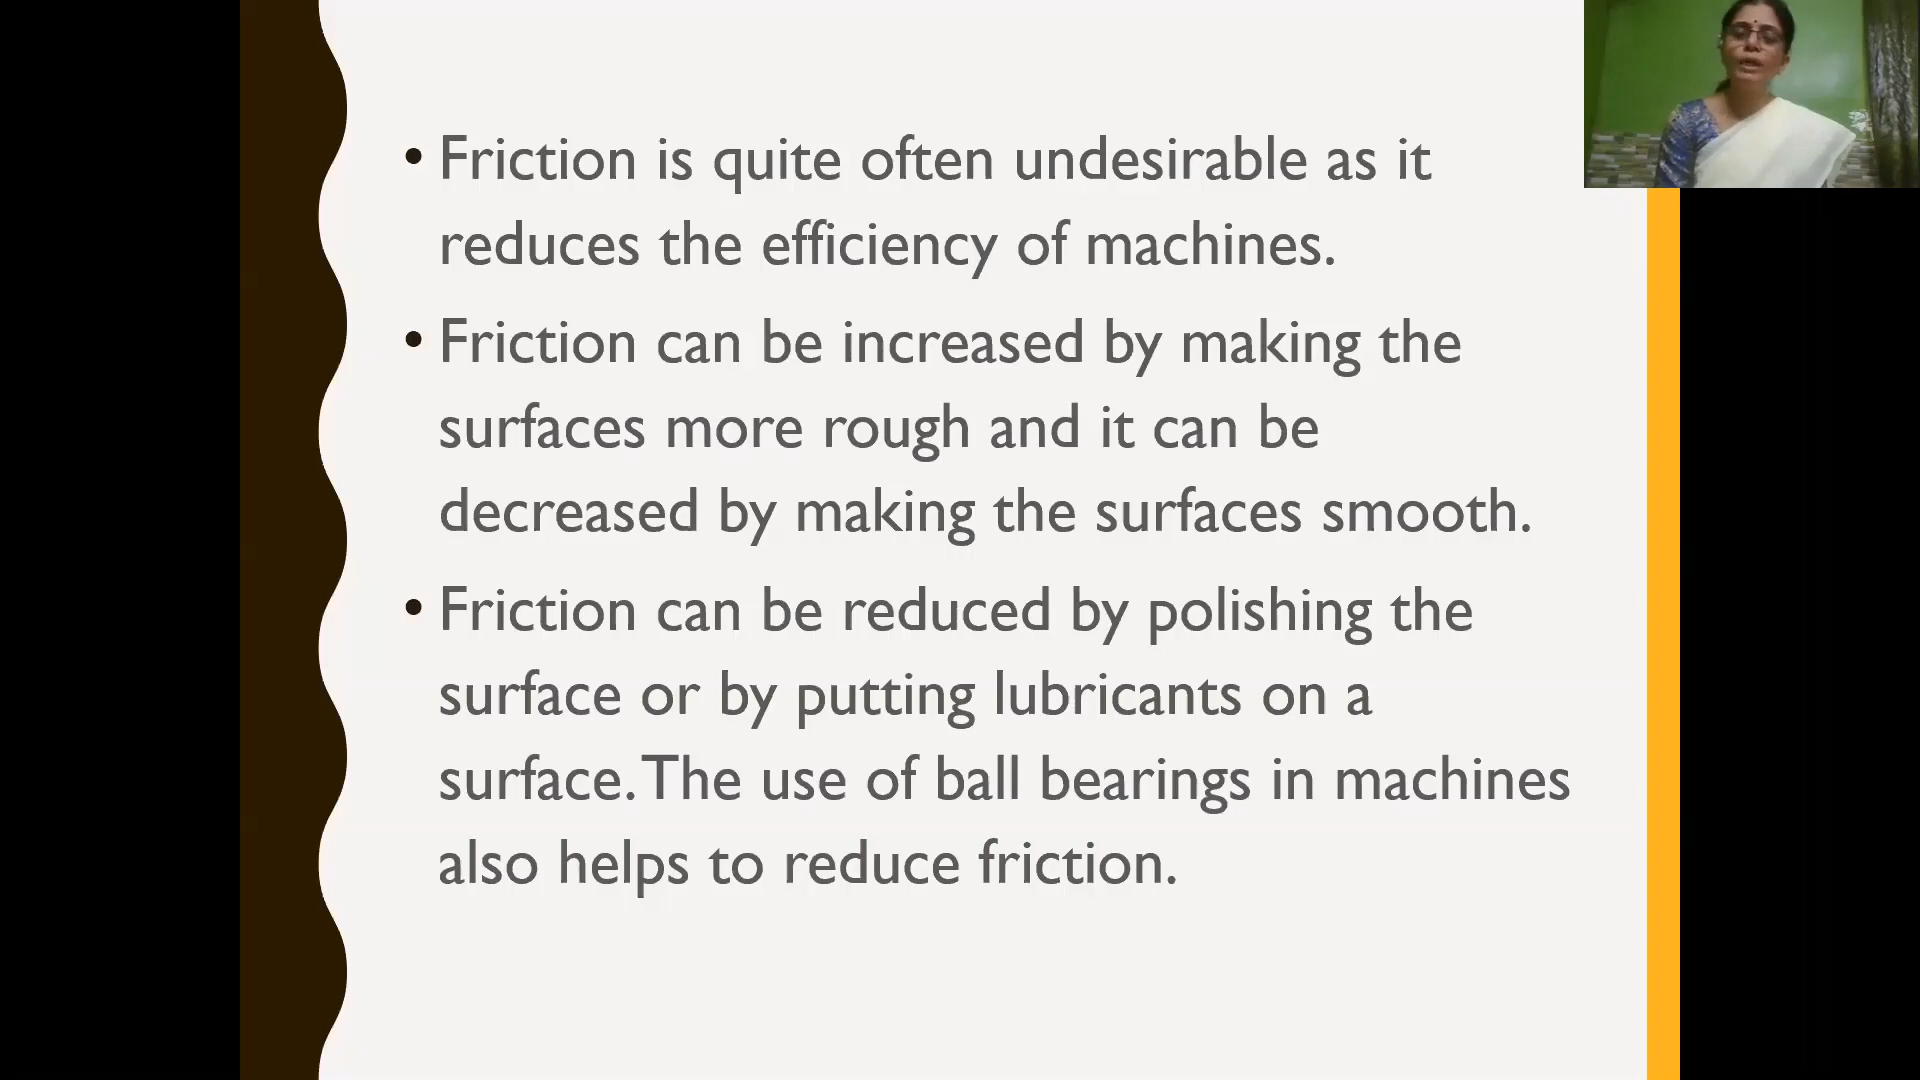 • Friction is quite often undesirable as it
reduces the efficiency of machines.
• Friction can be increased by making the
surfaces more rough and it can be
decreased by making the surfaces smooth.
• Friction can be reduced by polishing the
surface or by putting lubricants on a
surface. The use of ball bearings in machines
also helps to reduce friction.